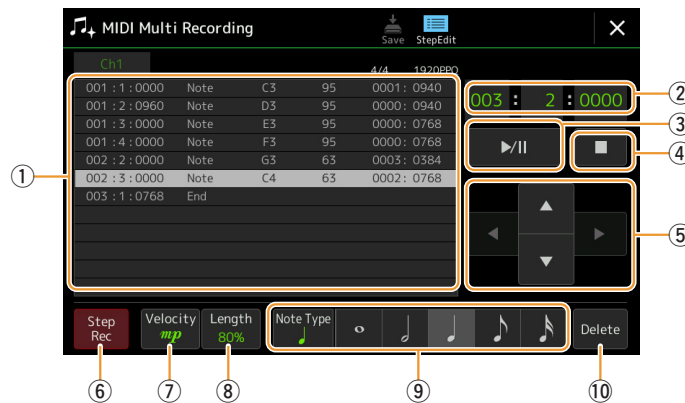 MIDI Multi Recording
Save
StepEdit
Ch1
4/4 1920PPQ
001 : 1 : 0000 Note C3 95 0001: 0940
001 : 2 : 0960 Note D3 95 0000: 0940
001 : 3 : 0000 Note E3 95 0000: 0768
001 : 4 : 0000 Note F3 95 0000: 0768
002 : 2 : 0000 Note G3 63 0003: 0384
002 : 3 : 0000 Note C4 63 0002: 0768
003 : 1 : 0768 End
003 : 2 : 0000
①
②
③
④
⑤
Step
Rec
Velocity
mp
Length
80%
Note Type
Delete
⑥
⑦
⑧
⑨
⑩